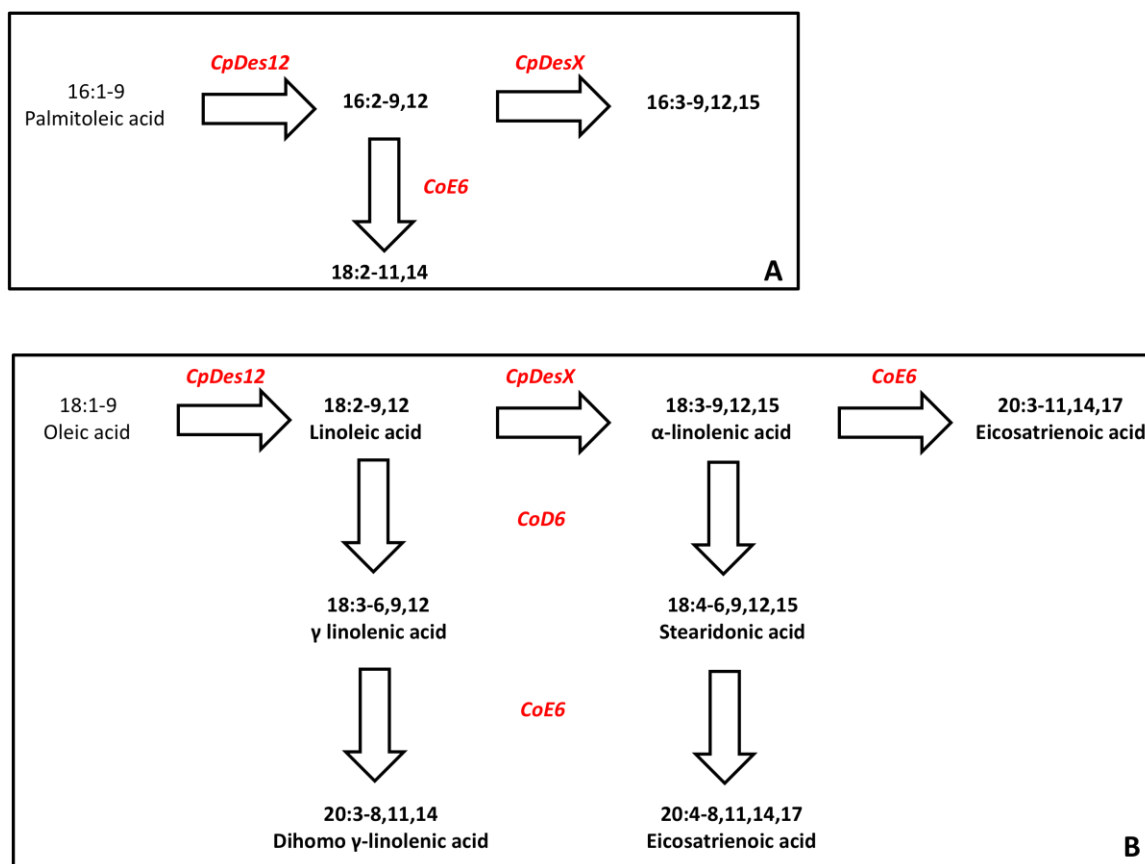 CpDes12
CpDesX
16:1-9
Palmitoleic acid
16:2-9,12
16:3-9,12,15
CoE6
18:2-11,14
A
CpDes12
CpDesX
CoE6
18:1-9
Oleic acid
18:2-9,12
Linoleic acid
18:3-9,12,15
α-linolenic acid
20:3-11,14,17
Eicosatrienoic acid
CoD6
18:3-6,9,12
γ linolenic acid
18:4-6,9,12,15
Stearidonic acid
CoE6
20:3-8,11,14
Dihomo γ-linolenic acid
20:4-8,11,14,17
Eicosatrienoic acid
B